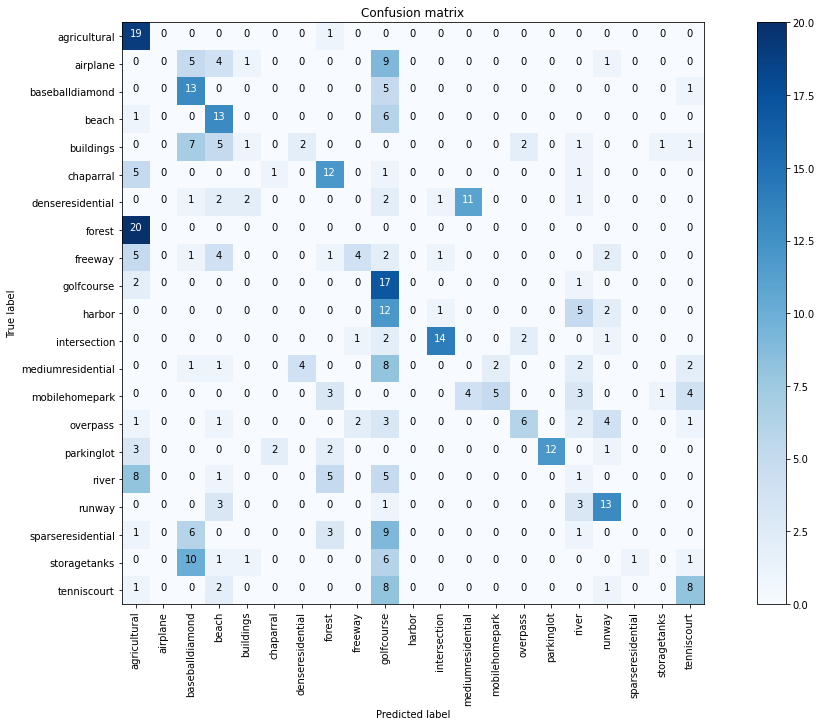 Confusion matrix
agricultural 19 0 0 0 0 0 0 1 0 0 0 0 0 0 0 0 0 0 0 0 0
airplane 0 0 5 4 1 0 0 0 0 9 0 0 0 0 0 0 0 1 0 0 0
baseballdiamond 0 0 13 0 0 0 0 0 0 5 0 0 0 0 0 0 0 0 0 0 1
beach 1 0 0 13 0 0 0 0 0 6 0 0 0 0 0 0 0 0 0 0 0
buildings 0 0 7 5 1 0 2 0 0 0 0 0 0 0 2 0 1 0 0 1 1
chaparral 5 0 0 0 0 1 0 12 0 1 0 0 0 0 0 0 1 0 0 0 0
denseresidential 0 0 1 2 2 0 0 0 0 2 0 1 11 0 0 0 1 0 0 0 0
forest 20 0 0 0 0 0 0 0 0 0 0 0 0 0 0 0 0 0 0 0 0
freeway 5 0 1 4 0 0 0 1 4 2 0 1 0 0 0 0 0 2 0 0 0
golfcourse 2 0 0 0 0 0 0 0 0 17 0 0 0 0 0 0 1 0 0 0 0
harbor 0 0 0 0 0 0 0 0 0 12 0 1 0 0 0 0 5 2 0 0 0
intersection 0 0 0 0 0 0 0 0 1 2 0 14 0 0 2 0 0 1 0 0 0
mediumresidential 0 0 1 1 0 0 4 0 0 8 0 0 0 2 0 0 2 0 0 0 2
mobilehomepark 0 0 0 0 0 0 0 3 0 0 0 0 4 5 0 0 3 0 0 1 4
overpass 1 0 0 1 0 0 0 0 2 3 0 0 0 0 6 0 2 4 0 0 1
parkinglot 3 0 0 0 0 2 0 2 0 0 0 0 0 0 0 12 0 1 0 0 0
river 8 0 0 1 0 0 0 5 0 5 0 0 0 0 0 0 1 0 0 0 0
runway 0 0 0 3 0 0 0 0 0 1 0 0 0 0 0 0 3 13 0 0 0
sparseresidential 1 0 6 0 0 0 0 3 0 9 0 0 0 0 0 0 1 0 0 0 0
storagetanks 0 0 10 1 1 0 0 0 0 6 0 0 0 0 0 0 0 0 1 0 1
tenniscourt 1 0 0 2 0 0 0 0 0 8 0 0 0 0 0 0 0 1 0 0 8
True label
agricultural
airplane
baseballdiamond
beach
buildings
chaparral
denseresidential
forest
freeway
golfcourse
harbor
intersection
mediumresidential
mobilehomepark
overpass
parkinglot
river
runway
sparseresidential
storagetanks
tenniscourt
Predicted label
20.0
17.5
15.0
12.5
10.0
7.5
5.0
2.5
0.0